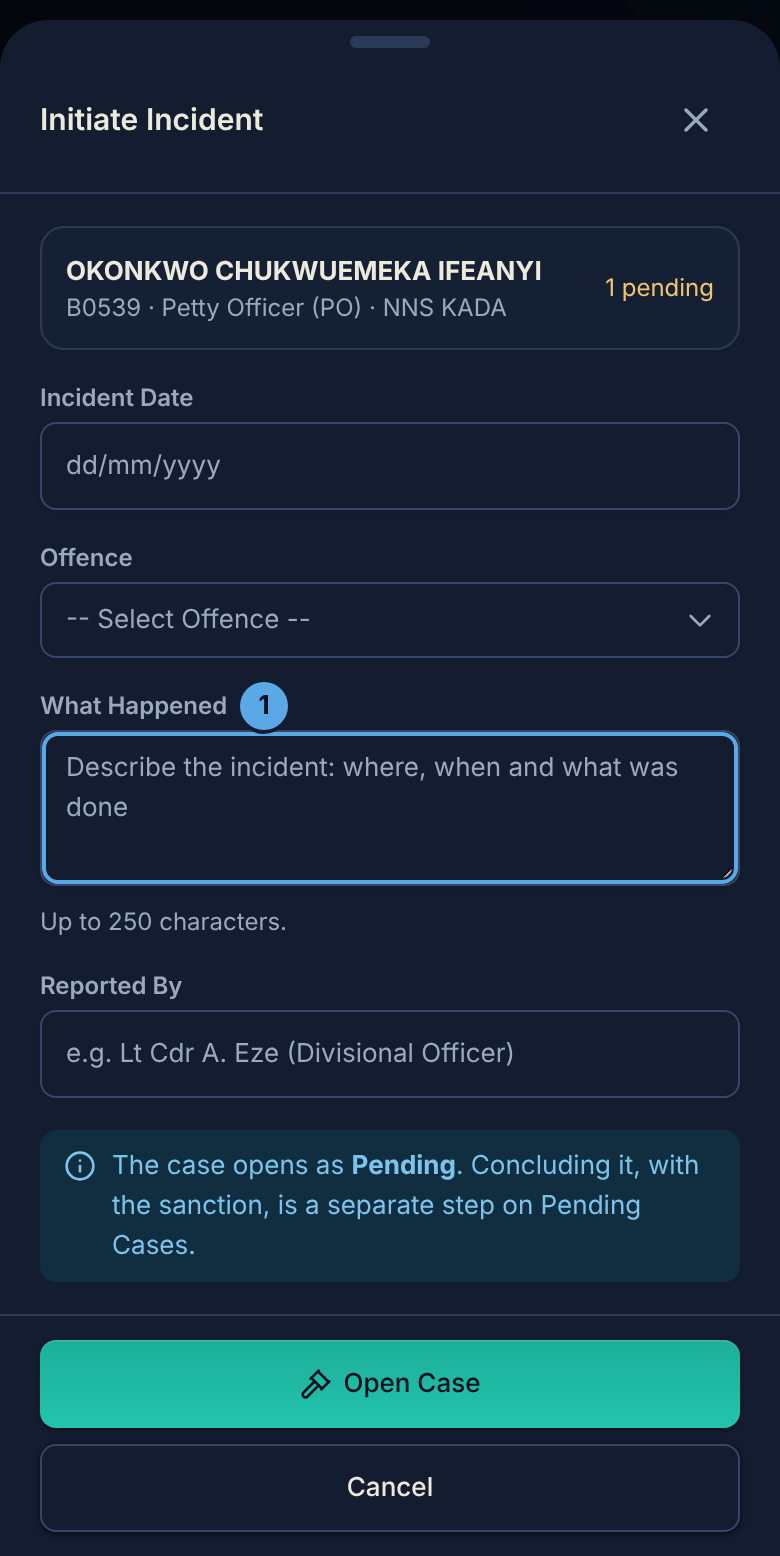 Initiate Incident
OKONKWO CHUKWUEMEKA IFEANYI
1 pending
B0539 · Petty Officer (PO) · NNS KADA
Incident Date
dd/mm/yyyy
Offence
-- Select Offence --
What Happened 1
Describe the incident: where, when and what was
done
Up to 250 characters.
Reported By
e.g. Lt Cdr A. Eze (Divisional Officer)
The case opens as Pending. Concluding it, with
the sanction, is a separate step on Pending
Cases.
Open Case
Cancel